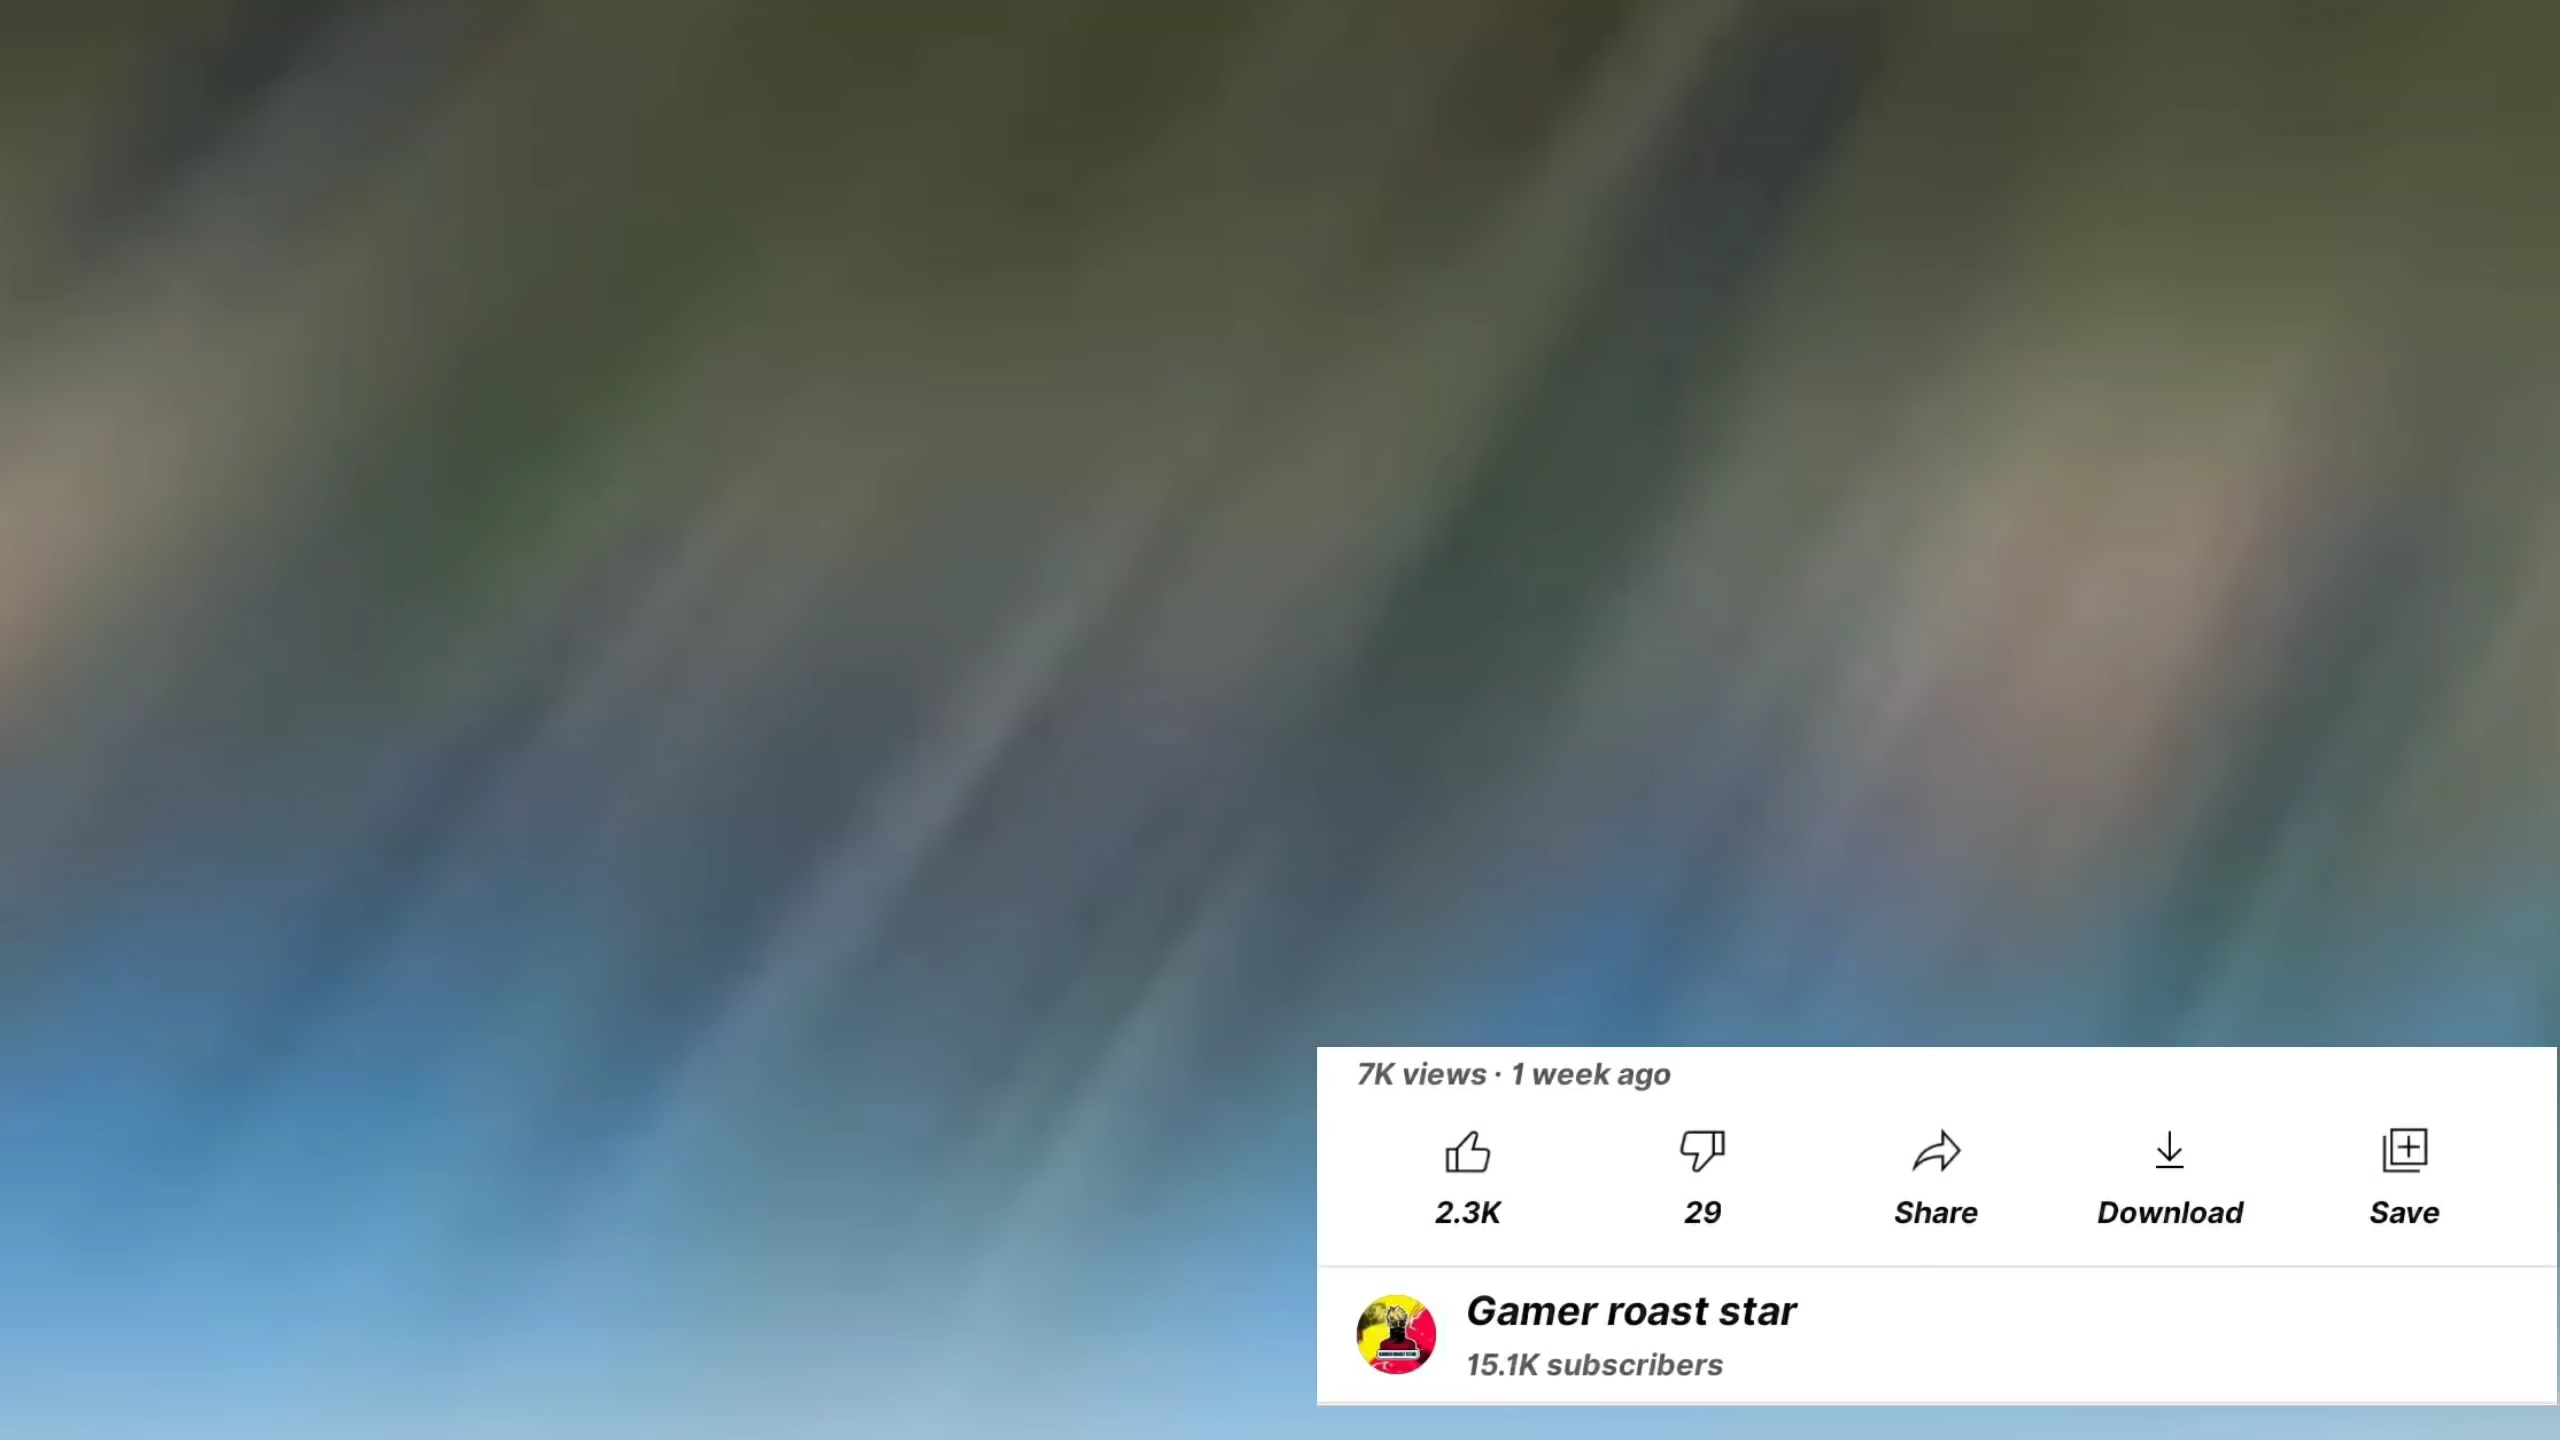 7K views · 1 week ago
2.3K
29
Share
Download
Save
Gamer roast star
15.1K subscribers